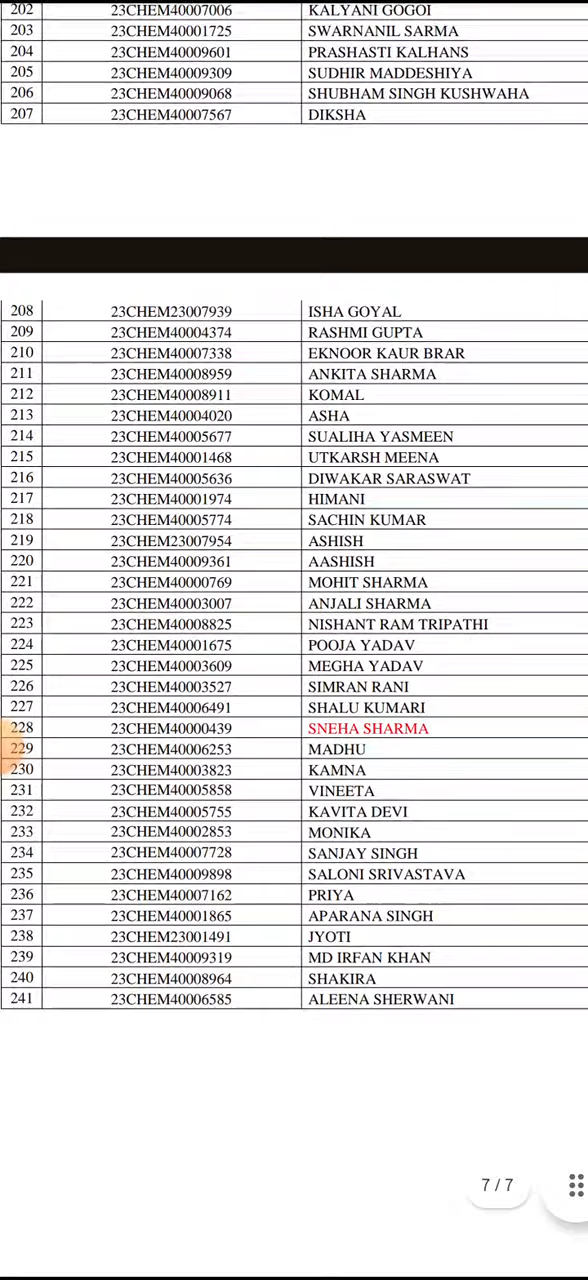 202 23CHEM40007006 KALYANI GOGOI
203 23CHEM40001725 SWARNANIL SARMA
204 23CHEM40009601 PRASHASTI KALHANS
205 23CHEM40009309 SUDHIR MADDESHIYA
206 23CHEM40009068 SHUBHAM SINGH KUSHWAHA
207 23CHEM40007567 DIKSHA
208 23CHEM23007939 ISHA GOYAL
209 23CHEM40004374 RASHMI GUPTA
210 23CHEM40007338 EKNOOR KAUR BRAR
211 23CHEM40008959 ANKITA SHARMA
212 23CHEM40008911 KOMAL
213 23CHEM40004020 ASHA
214 23CHEM40005677 SUALIHA YASMEEN
215 23CHEM40001468 UTKARSH MEENA
216 23CHEM40005636 DIWAKAR SARASWAT
217 23CHEM40001974 HIMANI
218 23CHEM40005774 SACHIN KUMAR
219 23CHEM23007954 ASHISH
220 23CHEM40009361 AASHISH
221 23CHEM40000769 MOHIT SHARMA
222 23CHEM40003007 ANJALI SHARMA
223 23CHEM40008825 NISHANT RAM TRIPATHI
224 23CHEM40001675 POOJA YADAV
225 23CHEM40003609 MEGHA YADAV
226 23CHEM40003527 SIMRAN RANI
227 23CHEM40006491 SHALU KUMARI
228 23CHEM40000439 SNEHA SHARMA
229 23CHEM40006253 MADHU
230 23CHEM40003823 KAMNA
231 23CHEM40005858 VINEETA
232 23CHEM40005755 KAVITA DEVI
233 23CHEM40002853 MONIKA
234 23CHEM40007728 SANJAY SINGH
235 23CHEM40009898 SALONI SRIVASTAVA
236 23CHEM40007162 PRIYA
237 23CHEM40001865 APARANA SINGH
238 23CHEM23001491 JYOTI
239 23CHEM40009319 MD IRFAN KHAN
240 23CHEM40008964 SHAKIRA
241 23CHEM40006585 ALEENA SHERWANI
7 / 7